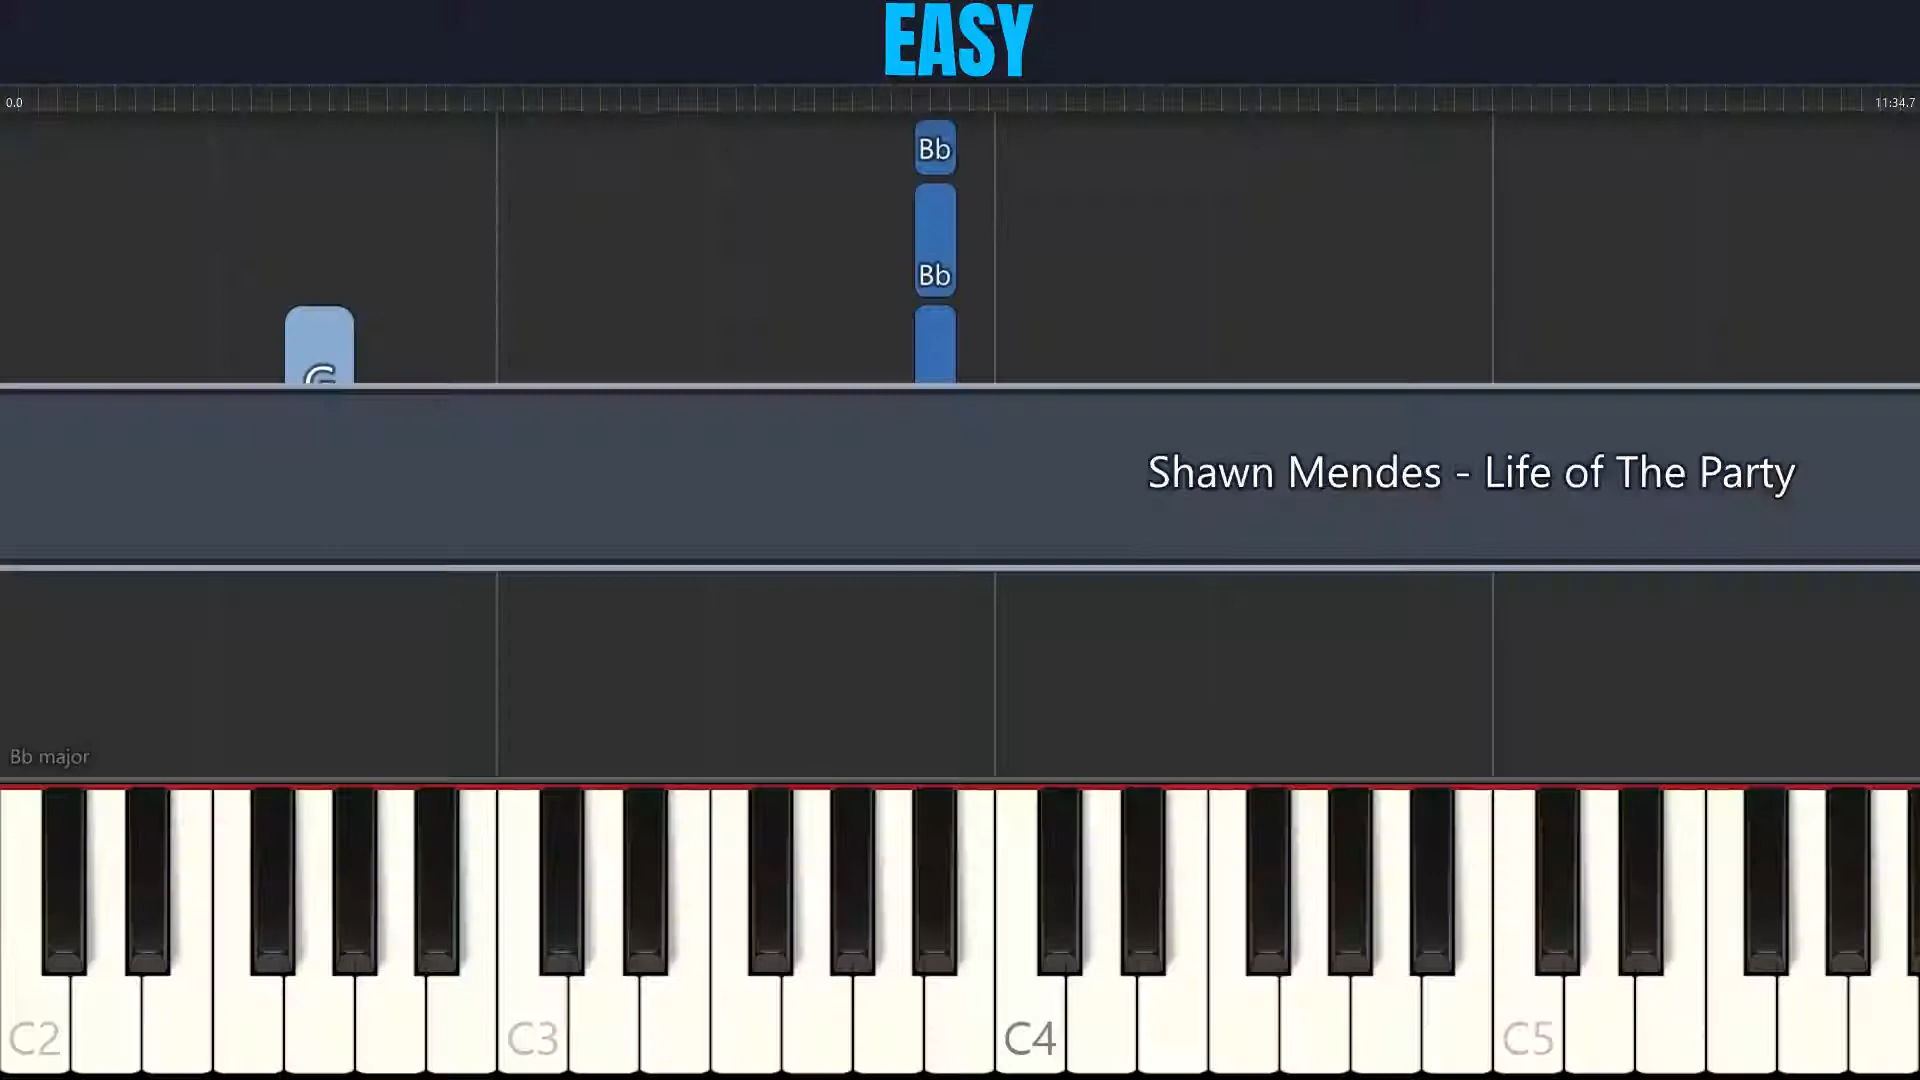 EASY
0.0
11:34.7
Bb
Bb
G
Shawn Mendes - Life of The Party
Bb major
C2
C3
C4
C5